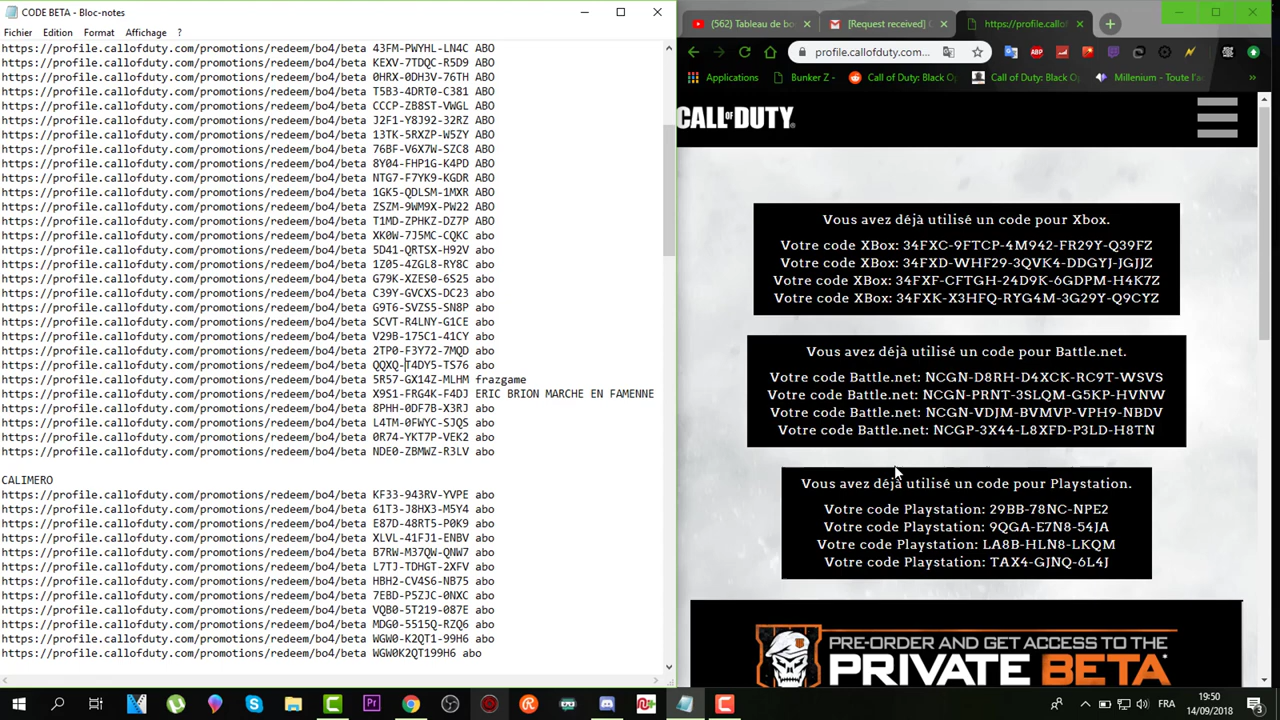 CODE BETA - Bloc-notes
Fichier Edition Format Affichage ?
https://profile.callofduty.com/promotions/redeem/bo4/beta 43FM-PWYHL-LN4C ABO
https://profile.callofduty.com/promotions/redeem/bo4/beta KEXV-7TDQC-R5D9 ABO
https://profile.callofduty.com/promotions/redeem/bo4/beta 0HRX-0DH3V-76TH ABO
https://profile.callofduty.com/promotions/redeem/bo4/beta T5B3-4DRT0-C381 ABO
https://profile.callofduty.com/promotions/redeem/bo4/beta CCCP-ZB8ST-VWGL ABO
https://profile.callofduty.com/promotions/redeem/bo4/beta J2F1-Y8J92-32RZ ABO
https://profile.callofduty.com/promotions/redeem/bo4/beta 13TK-5RXZP-W5ZY ABO
https://profile.callofduty.com/promotions/redeem/bo4/beta 76BF-V6X7W-SZC8 ABO
https://profile.callofduty.com/promotions/redeem/bo4/beta 8Y04-FHP1G-K4PD ABO
https://profile.callofduty.com/promotions/redeem/bo4/beta NTG7-F7YK9-KGDR ABO
https://profile.callofduty.com/promotions/redeem/bo4/beta 1GK5-QDLSM-1MXR ABO
https://profile.callofduty.com/promotions/redeem/bo4/beta ZSZM-9WM9X-PW22 ABO
https://profile.callofduty.com/promotions/redeem/bo4/beta T1MD-ZPHKZ-DZ7P ABO
https://profile.callofduty.com/promotions/redeem/bo4/beta XK0W-7J5MC-CQKC abo
https://profile.callofduty.com/promotions/redeem/bo4/beta 5D41-QRTSX-H92V abo
https://profile.callofduty.com/promotions/redeem/bo4/beta 1Z05-4ZGL8-RY8C abo
https://profile.callofduty.com/promotions/redeem/bo4/beta G79K-XZES0-6S25 abo
https://profile.callofduty.com/promotions/redeem/bo4/beta C39Y-GVCXS-DC23 abo
https://profile.callofduty.com/promotions/redeem/bo4/beta G9T6-SVZS5-SN8P abo
https://profile.callofduty.com/promotions/redeem/bo4/beta SCVT-R4LNY-G1CE abo
https://profile.callofduty.com/promotions/redeem/bo4/beta V29B-175C1-41CY abo
https://profile.callofduty.com/promotions/redeem/bo4/beta 2TP0-F3Y72-7MQD abo
https://profile.callofduty.com/promotions/redeem/bo4/beta QQXQ-T4DY5-TS76 abo
https://profile.callofduty.com/promotions/redeem/bo4/beta 5R57-GX14Z-MLHM frazgame
https://profile.callofduty.com/promotions/redeem/bo4/beta X9S1-FRG4K-F4DJ ERIC BRION MARCHE EN FAMENNE
https://profile.callofduty.com/promotions/redeem/bo4/beta 8PHH-0DF7B-X3RJ abo
https://profile.callofduty.com/promotions/redeem/bo4/beta L4TM-0FWYC-SJQS abo
https://profile.callofduty.com/promotions/redeem/bo4/beta 0R74-YKT7P-VEK2 abo
https://profile.callofduty.com/promotions/redeem/bo4/beta NDE0-ZBMWZ-R3LV abo
CALIMERO
https://profile.callofduty.com/promotions/redeem/bo4/beta KF33-943RV-YVPE abo
https://profile.callofduty.com/promotions/redeem/bo4/beta 61T3-J8HX3-M5Y4 abo
https://profile.callofduty.com/promotions/redeem/bo4/beta E87D-48RT5-P0K9 abo
https://profile.callofduty.com/promotions/redeem/bo4/beta XLVL-41FJ1-ENBV abo
https://profile.callofduty.com/promotions/redeem/bo4/beta B7RW-M37QW-QNW7 abo
https://profile.callofduty.com/promotions/redeem/bo4/beta L7TJ-TDHGT-2XFV abo
https://profile.callofduty.com/promotions/redeem/bo4/beta HBH2-CV4S6-NB75 abo
https://profile.callofduty.com/promotions/redeem/bo4/beta 7EBD-P5ZJC-0NXC abo
https://profile.callofduty.com/promotions/redeem/bo4/beta VQB0-5T219-087E abo
https://profile.callofduty.com/promotions/redeem/bo4/beta MDG0-5515Q-RZQ6 abo
https://profile.callofduty.com/promotions/redeem/bo4/beta WGW0-K2QT1-99H6 abo
https://profile.callofduty.com/promotions/redeem/bo4/beta WGW0K2QT199H6 abo
(562) Tableau de bo
[Request received] C
https://profile.callof
profile.callofduty.com...
Applications
Bunker Z -
Call of Duty: Black Op
Call of Duty: Black Op
Millenium - Toute l'a
CALL OF DUTY
Vous avez déjà utilisé un code pour Xbox.
Votre code XBox: 34FXC-9FTCP-4M942-FR29Y-Q39FZ
Votre code XBox: 34FXD-WHF29-3QVK4-DDGYJ-JGJJZ
Votre code XBox: 34FXF-CFTGH-24D9K-6GDPM-H4K7Z
Votre code XBox: 34FXK-X3HFQ-RYG4M-3G29Y-Q9CYZ
Vous avez déjà utilisé un code pour Battle.net.
Votre code Battle.net: NCGN-D8RH-D4XCK-RC9T-WSVS
Votre code Battle.net: NCGN-PRNT-3SLQM-G5KP-HVNW
Votre code Battle.net: NCGN-VDJM-BVMVP-VPH9-NBDV
Votre code Battle.net: NCGP-3X44-L8XFD-P3LD-H8TN
Vous avez déjà utilisé un code pour Playstation.
Votre code Playstation: 29BB-78NC-NPE2
Votre code Playstation: 9QGA-E7N8-54JA
Votre code Playstation: LA8B-HLN8-LKQM
Votre code Playstation: TAX4-GJNQ-6L4J
PRE-ORDER AND GET ACCESS TO THE
PRIVATE BETA
FRA
19:50
14/09/2018
3